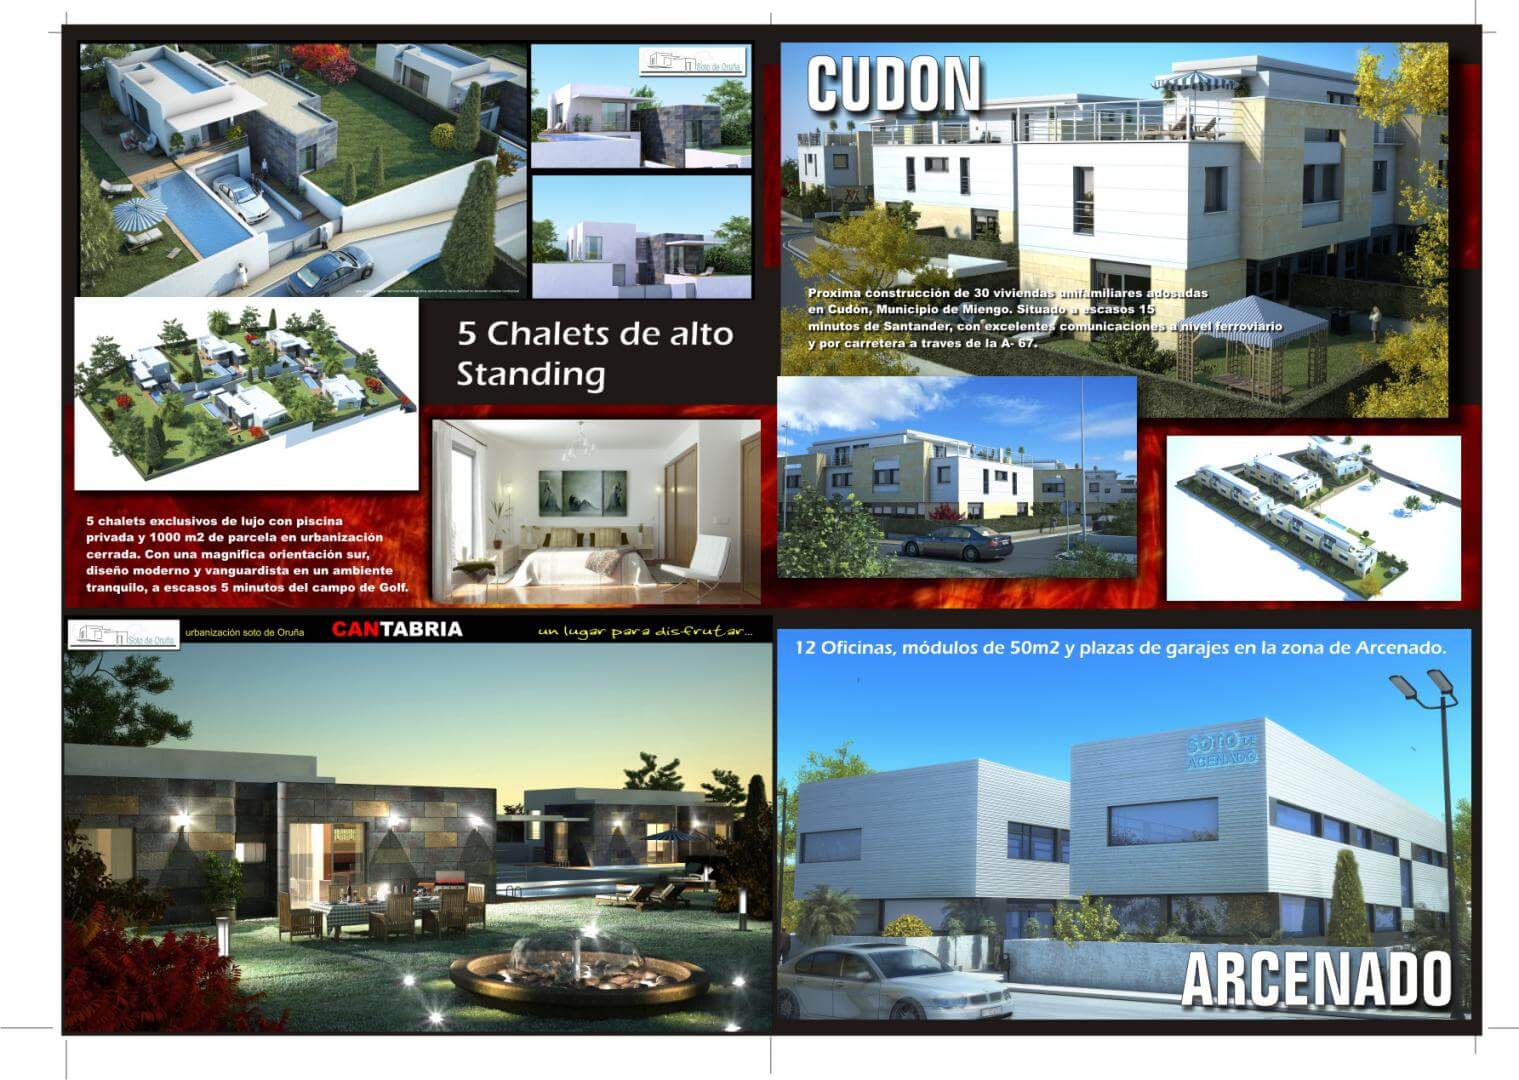 Soto de Oruña
5 Chalets de alto
Standing
5 chalets exclusivos de lujo con piscina
privada y 1000 m2 de parcela en urbanización
cerrada. Con una magnifica orientación sur,
diseño moderno y vanguardista en un ambiente
tranquilo, a escasos 5 minutos del campo de Golf.
CUDON
Proxima construcción de 30 viviendas unifamiliares adosadas
en Cudón, Municipio de Miengo. Situado a escasos 15
minutos de Santander, con excelentes comunicaciones a nivel ferroviário
y por carretera a traves de la A- 67.
Soto de Oruña
urbanización soto de Oruña
CANTABRIA
un lugar para disfrutar...
12 Oficinas, módulos de 50m2 y plazas de garajes en la zona de Arcenado.
SOTO DE
ACENADO
ARCENADO